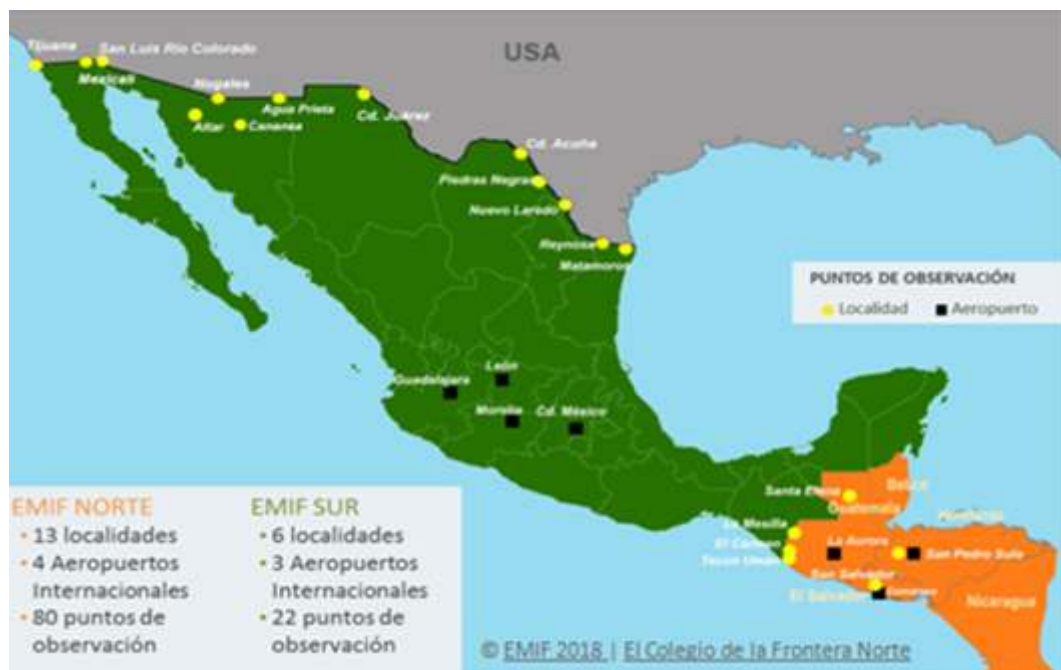 USA
Tijuana
San Luis Río Colorado
Mexicali
Nogales
Agua Prieta
Cd. Juárez
Altar
Cananea
Cd. Acuña
Piedras Negras
Nuevo Laredo
Reynosa
Matamoros
PUNTOS DE OBSERVACIÓN
Localidad
Aeropuerto
León
Guadalajara
Morelia
Cd. México
Santa Elena
Belice
Guatemala
Honduras
La Mesilla
El Carmen
Tecún Umán
La Aurora
San Pedro Sula
San Salvador
El Salvador
Nicaragua
EMIF NORTE
• 13 localidades
• 4 Aeropuertos
Internacionales
• 80 puntos de
observación
EMIF SUR
• 6 localidades
• 3 Aeropuertos
Internacionales
• 22 puntos de
observación
© EMIF 2018 | El Colegio de la Frontera Norte